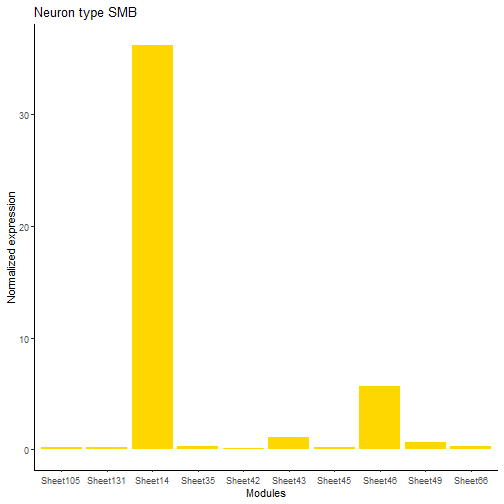 Neuron type SMB
Normalized expression
30
20
10
0
Sheet105 Sheet131 Sheet14 Sheet35 Sheet42 Sheet43 Sheet45 Sheet46 Sheet49 Sheet66
Modules